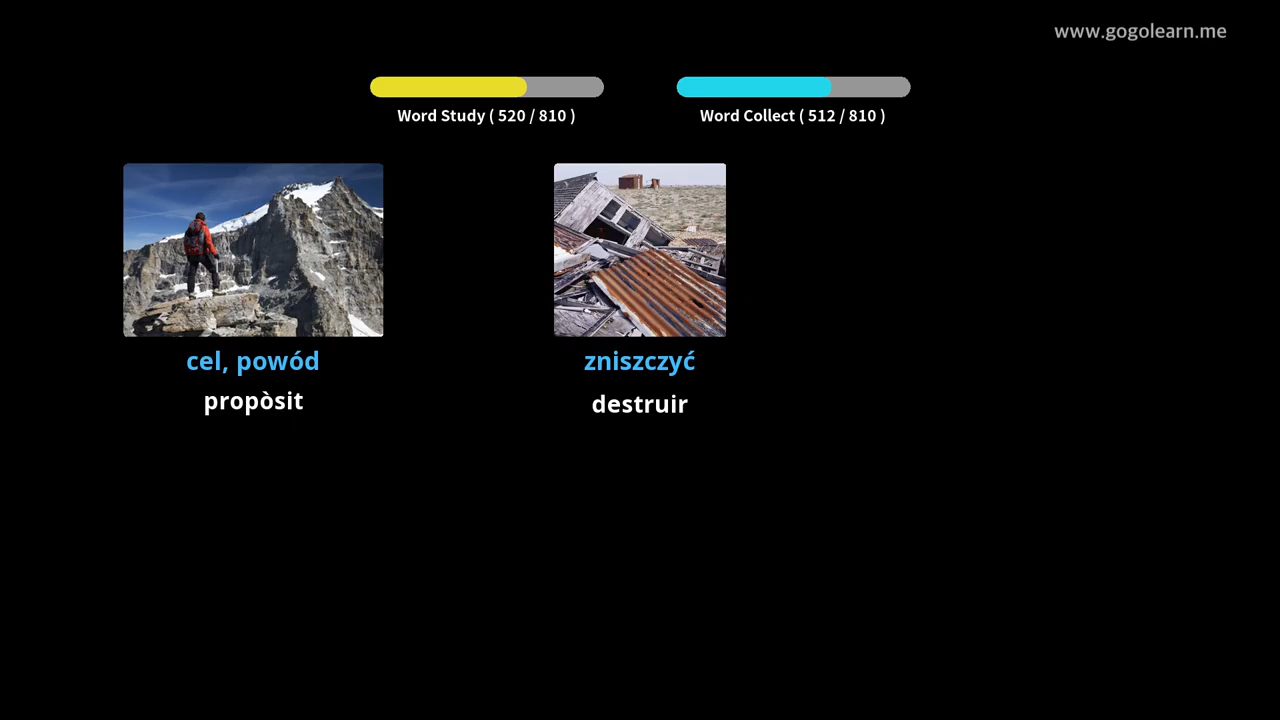 www.gogolearn.me
Word Study ( 520 / 810 )
Word Collect ( 512 / 810 )
cel, powód
propòsit
zniszczyć
destruir